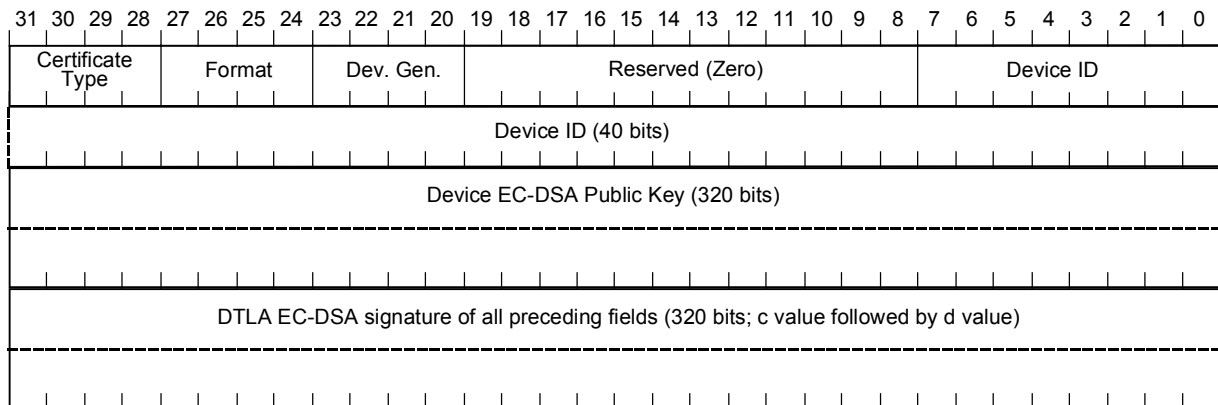 31 30 29 28 27 26 25 24 23 22 21 20 19 18 17 16 15 14 13 12 11 10 9 8 7 6 5 4 3 2 1 0
Certificate Type Format Dev. Gen. Reserved (Zero) Device ID
Device ID (40 bits)
Device EC-DSA Public Key (320 bits)
DTLA EC-DSA signature of all preceding fields (320 bits; c value followed by d value)